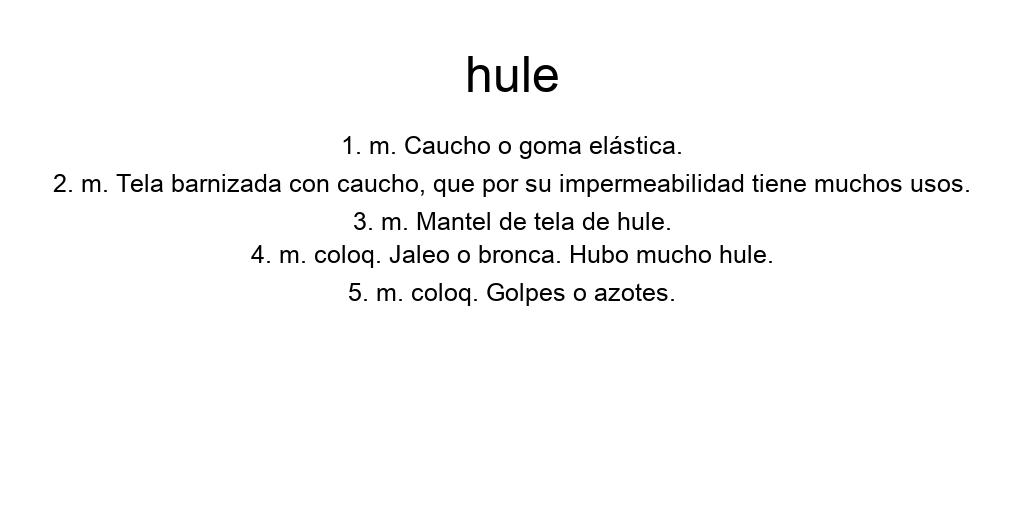 hule
1. m. Caucho o goma elástica.
2. m. Tela barnizada con caucho, que por su impermeabilidad tiene muchos usos.
3. m. Mantel de tela de hule.
4. m. coloq. Jaleo o bronca. Hubo mucho hule.
5. m. coloq. Golpes o azotes.